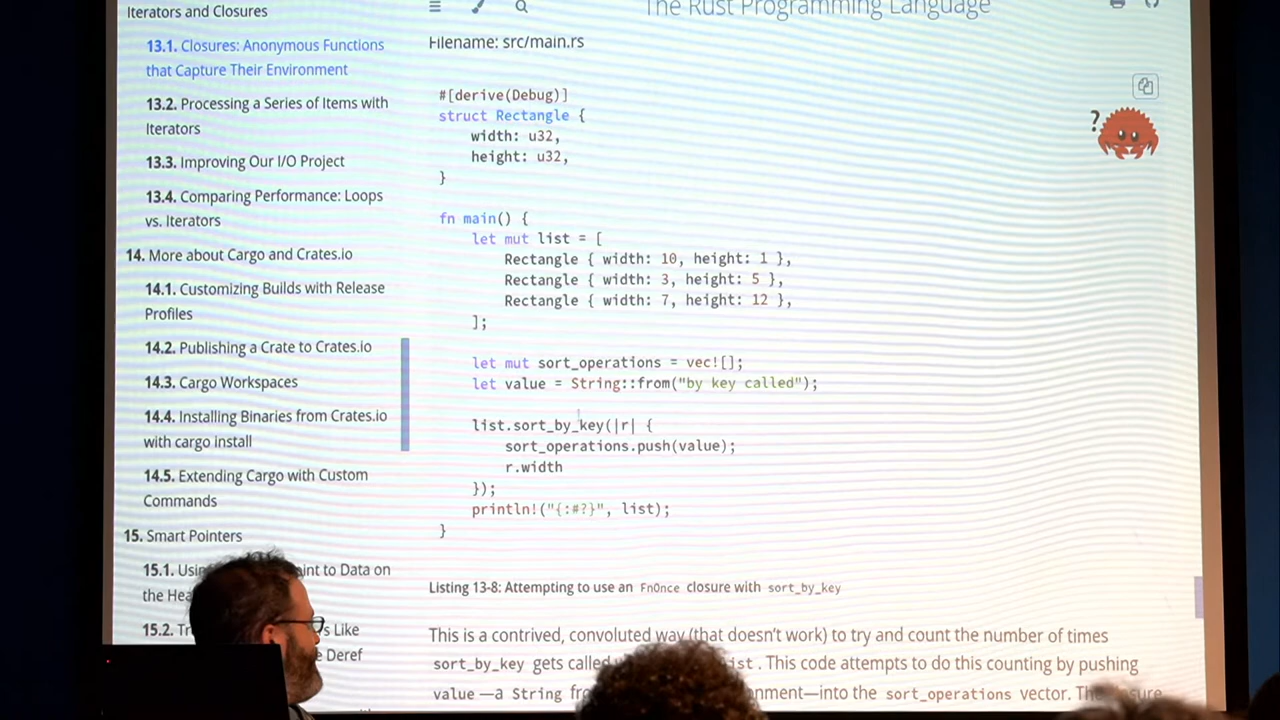 Iterators and Closures
13.1. Closures: Anonymous Functions
that Capture Their Environment
13.2. Processing a Series of Items with
Iterators
13.3. Improving Our I/O Project
13.4. Comparing Performance: Loops
vs. Iterators
14. More about Cargo and Crates.io
14.1. Customizing Builds with Release
Profiles
14.2. Publishing a Crate to Crates.io
14.3. Cargo Workspaces
14.4. Installing Binaries from Crates.io
with cargo install
14.5. Extending Cargo with Custom
Commands
15. Smart Pointers
15.1. to Data on
the
15.2. Like
Deref
The Rust Programming Language
Filename: src/main.rs
#[derive(Debug)]
struct Rectangle {
width: u32,
height: u32,
}
fn main() {
let mut list = [
Rectangle { width: 10, height: 1 },
Rectangle { width: 3, height: 5 },
Rectangle { width: 7, height: 12 },
];
let mut sort_operations = vec![];
let value = String::from("by key called");
list.sort_by_key(|r| {
sort_operations.push(value);
r.width
});
println!("{:#?}", list);
}
?
Listing 13-8: Attempting to use an FnOnce closure with sort_by_key
This is a contrived, convoluted way (that doesn't work) to try and count the number of times
sort_by_key gets called . This code attempts to do this counting by pushing
value—a String into the sort_operations vector. The